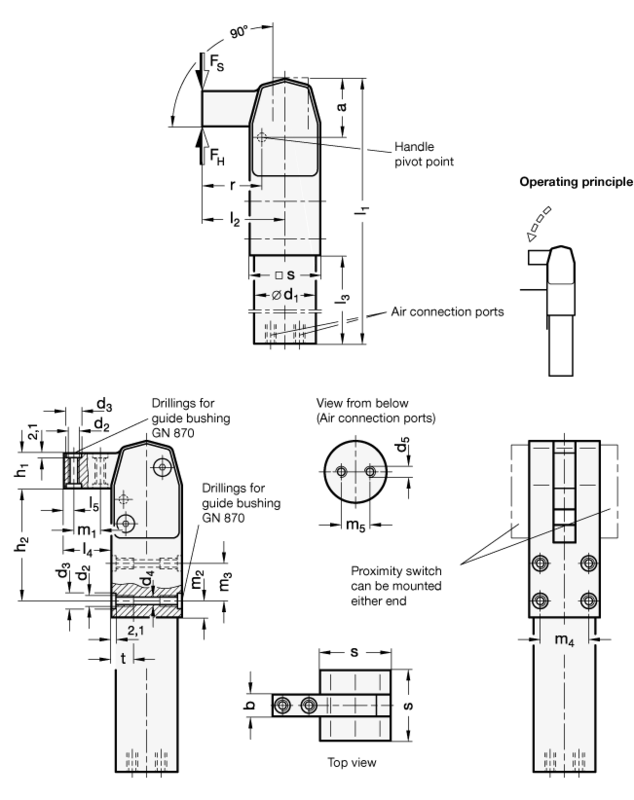 90°
F_S
F_H
a
Handle
pivot point
r
l_2
l_1
□ s
Ø d_1
l_3
Air connection ports
Operating principle
d_3
d_2
2,1
h_1
Drillings for
guide bushing
GN 870
l_5
m_1
l_4
h_2
Drillings for
guide bushing
GN 870
d_3
d_2
d_4
m_2
m_3
2,1
t
View from below
(Air connection ports)
d_5
m_5
Proximity switch
can be mounted
either end
m_4
s
b
s
Top view